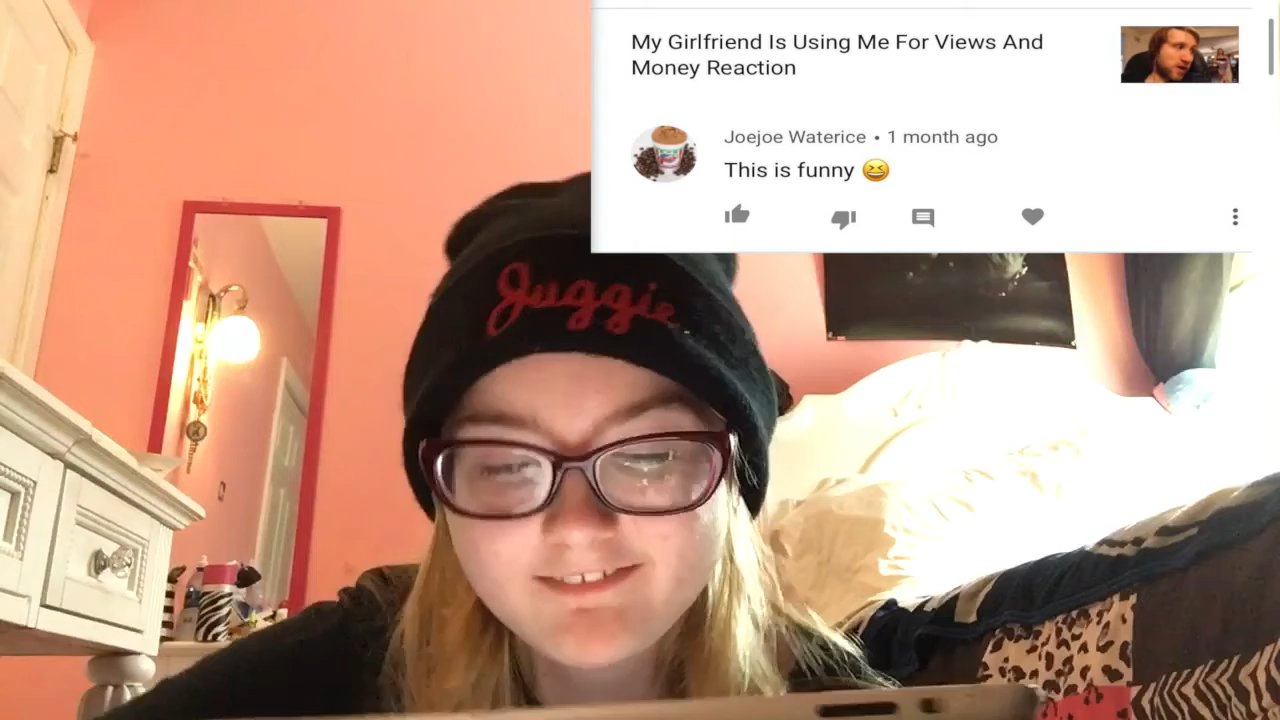 My Girlfriend Is Using Me For Views And
Money Reaction
Joejoe Waterice • 1 month ago
This is funny 😆
Juggie